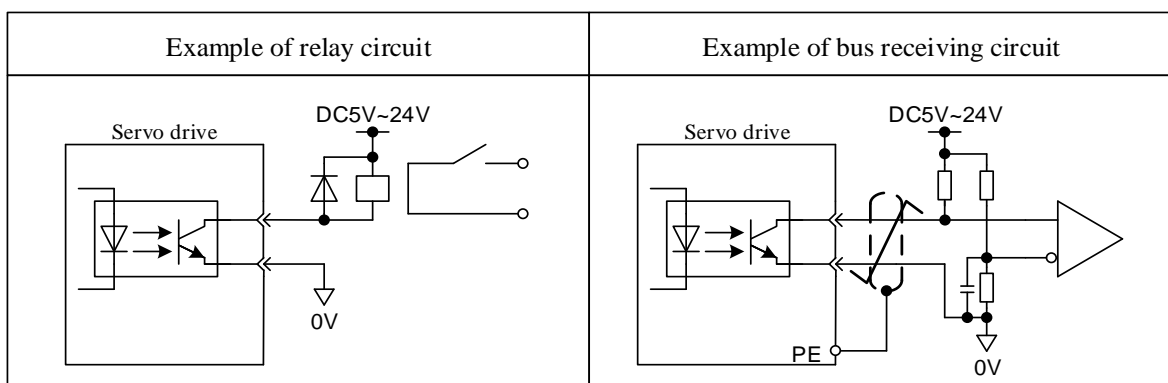 Example of relay circuit
Example of bus receiving circuit
DC5V~24V
Servo drive
0V
DC5V~24V
Servo drive
PE
0V